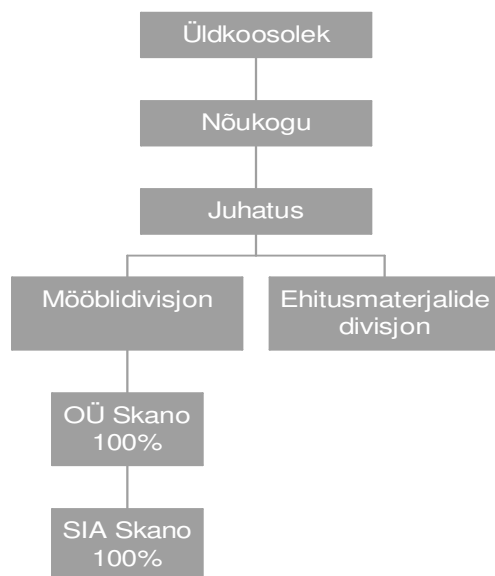 Üldkoosolek
Nõukogu
Juhatus
Mööblidivisjon
Ehitusmaterjalide
divisjon
OÜ Skano
100%
SIA Skano
100%